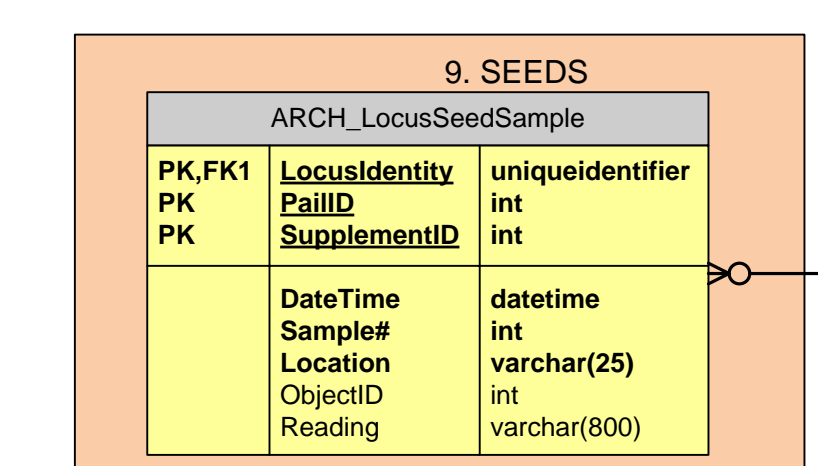 9. SEEDS
ARCH_LocusSeedSample
PK,FK1 LocusIdentity uniqueidentifier
PK PailID int
PK SupplementID int
DateTime datetime
Sample# int
Location varchar(25)
ObjectID int
Reading varchar(800)